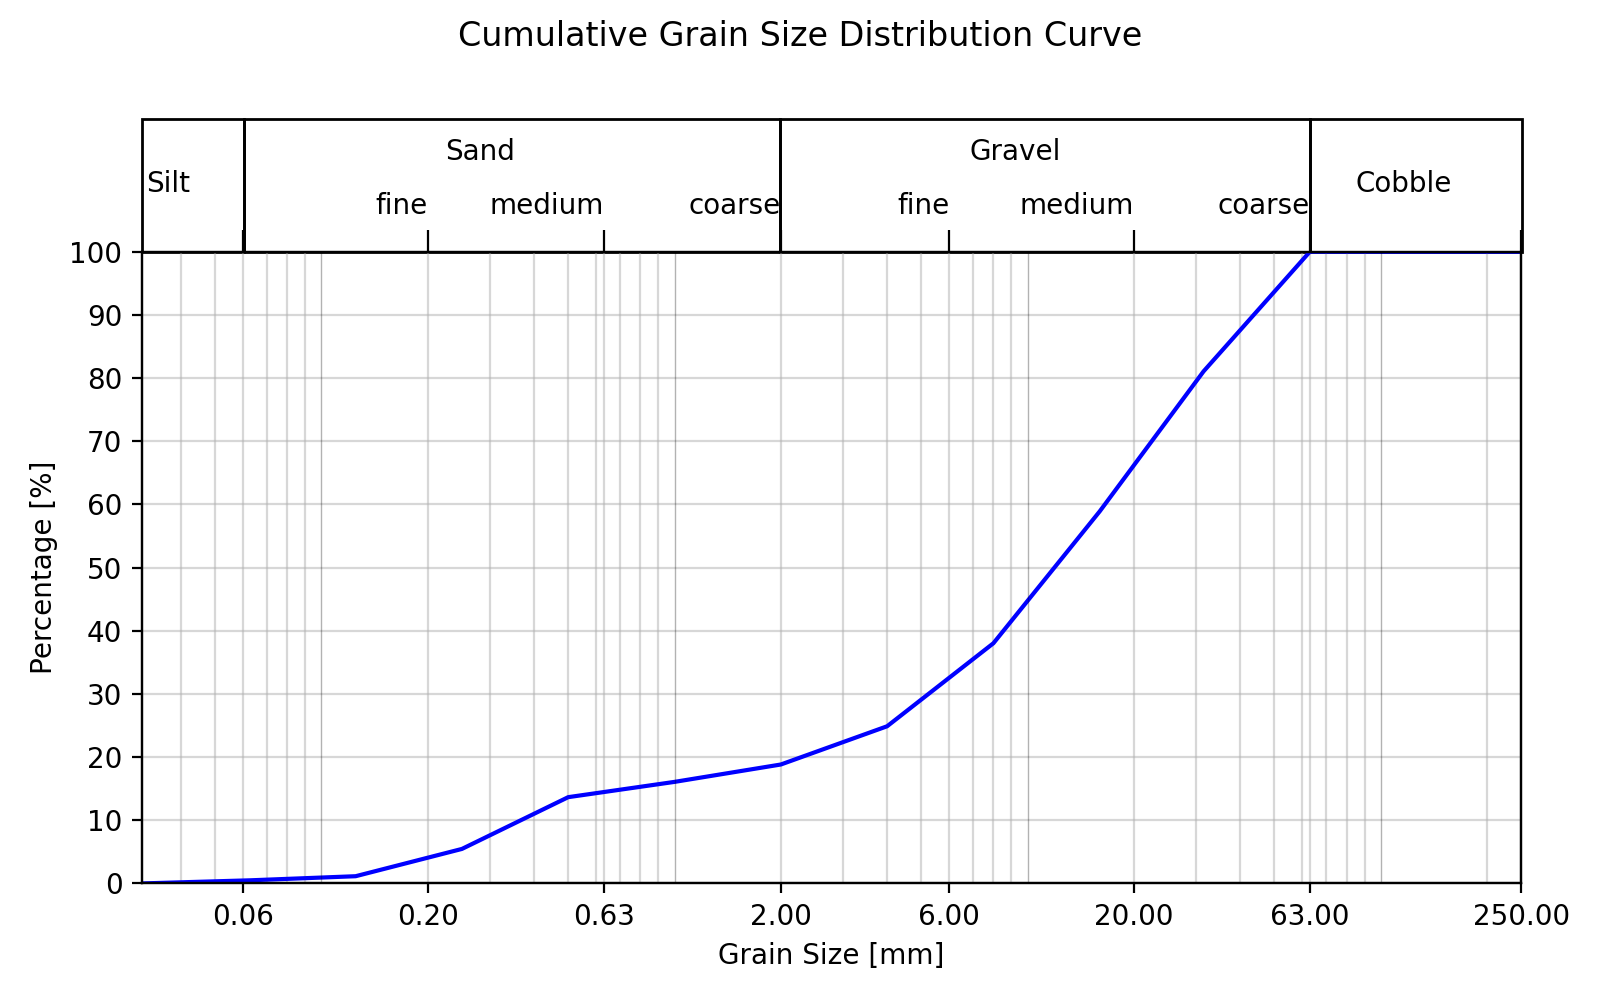 Cumulative Grain Size Distribution Curve
Sand
Gravel
Silt
Cobble
fine medium coarse fine medium coarse
100
90
80
70
60
50
40
30
20
10
0
Percentage [%]
0.06 0.20 0.63 2.00 6.00 20.00 63.00 250.00
Grain Size [mm]